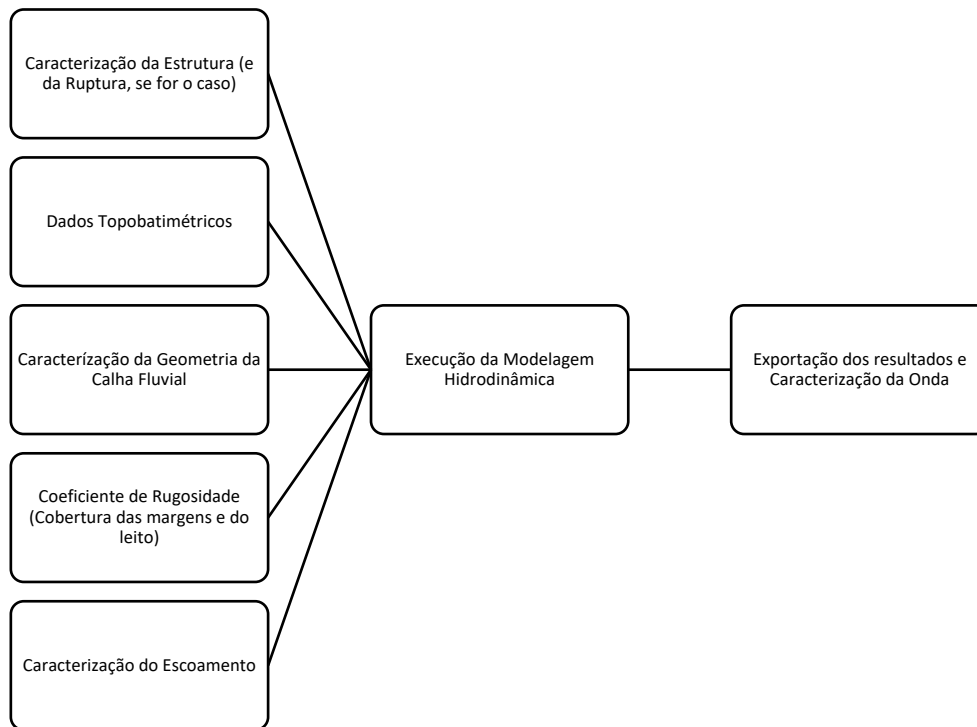 Caracterização da Estrutura (e
da Ruptura, se for o caso)
Dados Topobatimétricos
Caracterízação da Geometria da
Calha Fluvial
Coeficiente de Rugosidade
(Cobertura das margens e do
leito)
Caracterização do Escoamento
Execução da Modelagem
Hidrodinâmica
Exportação dos resultados e
Caracterização da Onda